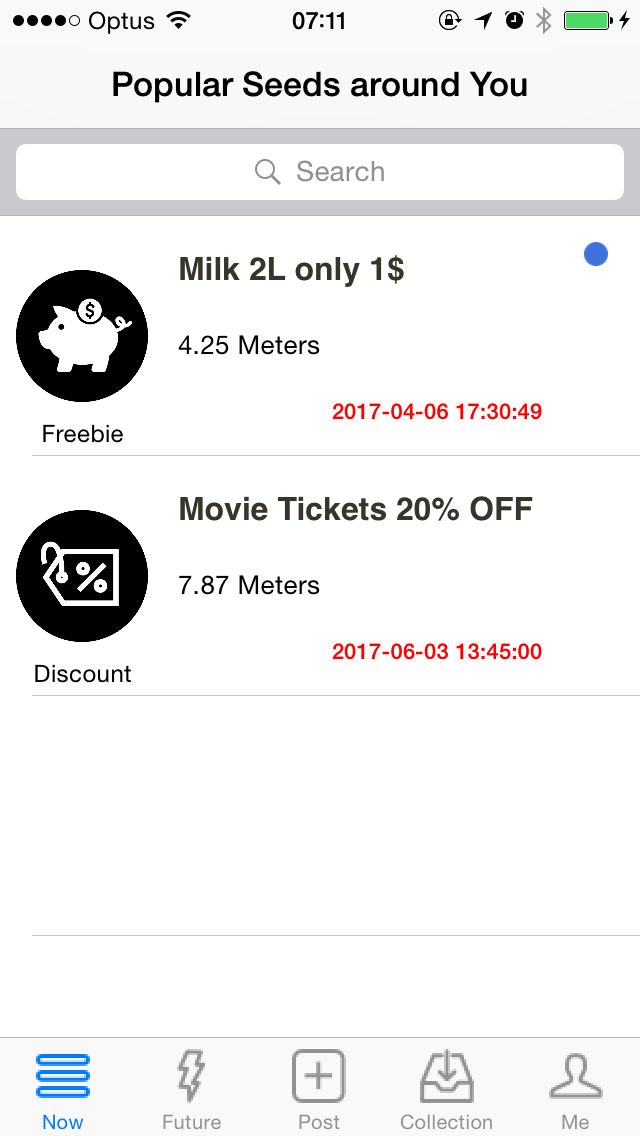 Optus 07:11
Popular Seeds around You
Search
Milk 2L only 1$
4.25 Meters
2017-04-06 17:30:49
$
Freebie
Movie Tickets 20% OFF
7.87 Meters
2017-06-03 13:45:00
%
Discount
Now Future Post Collection Me